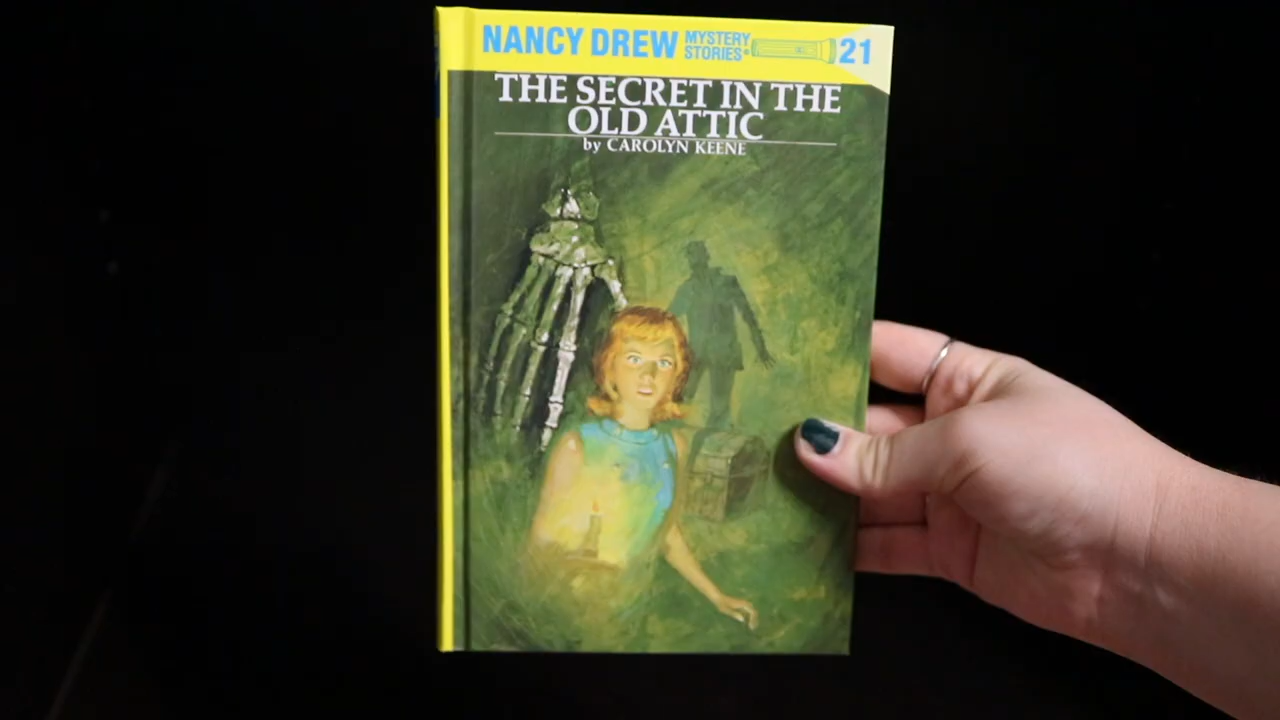 NANCY DREW MYSTERY STORIES® 21
THE SECRET IN THE
OLD ATTIC
by CAROLYN KEENE